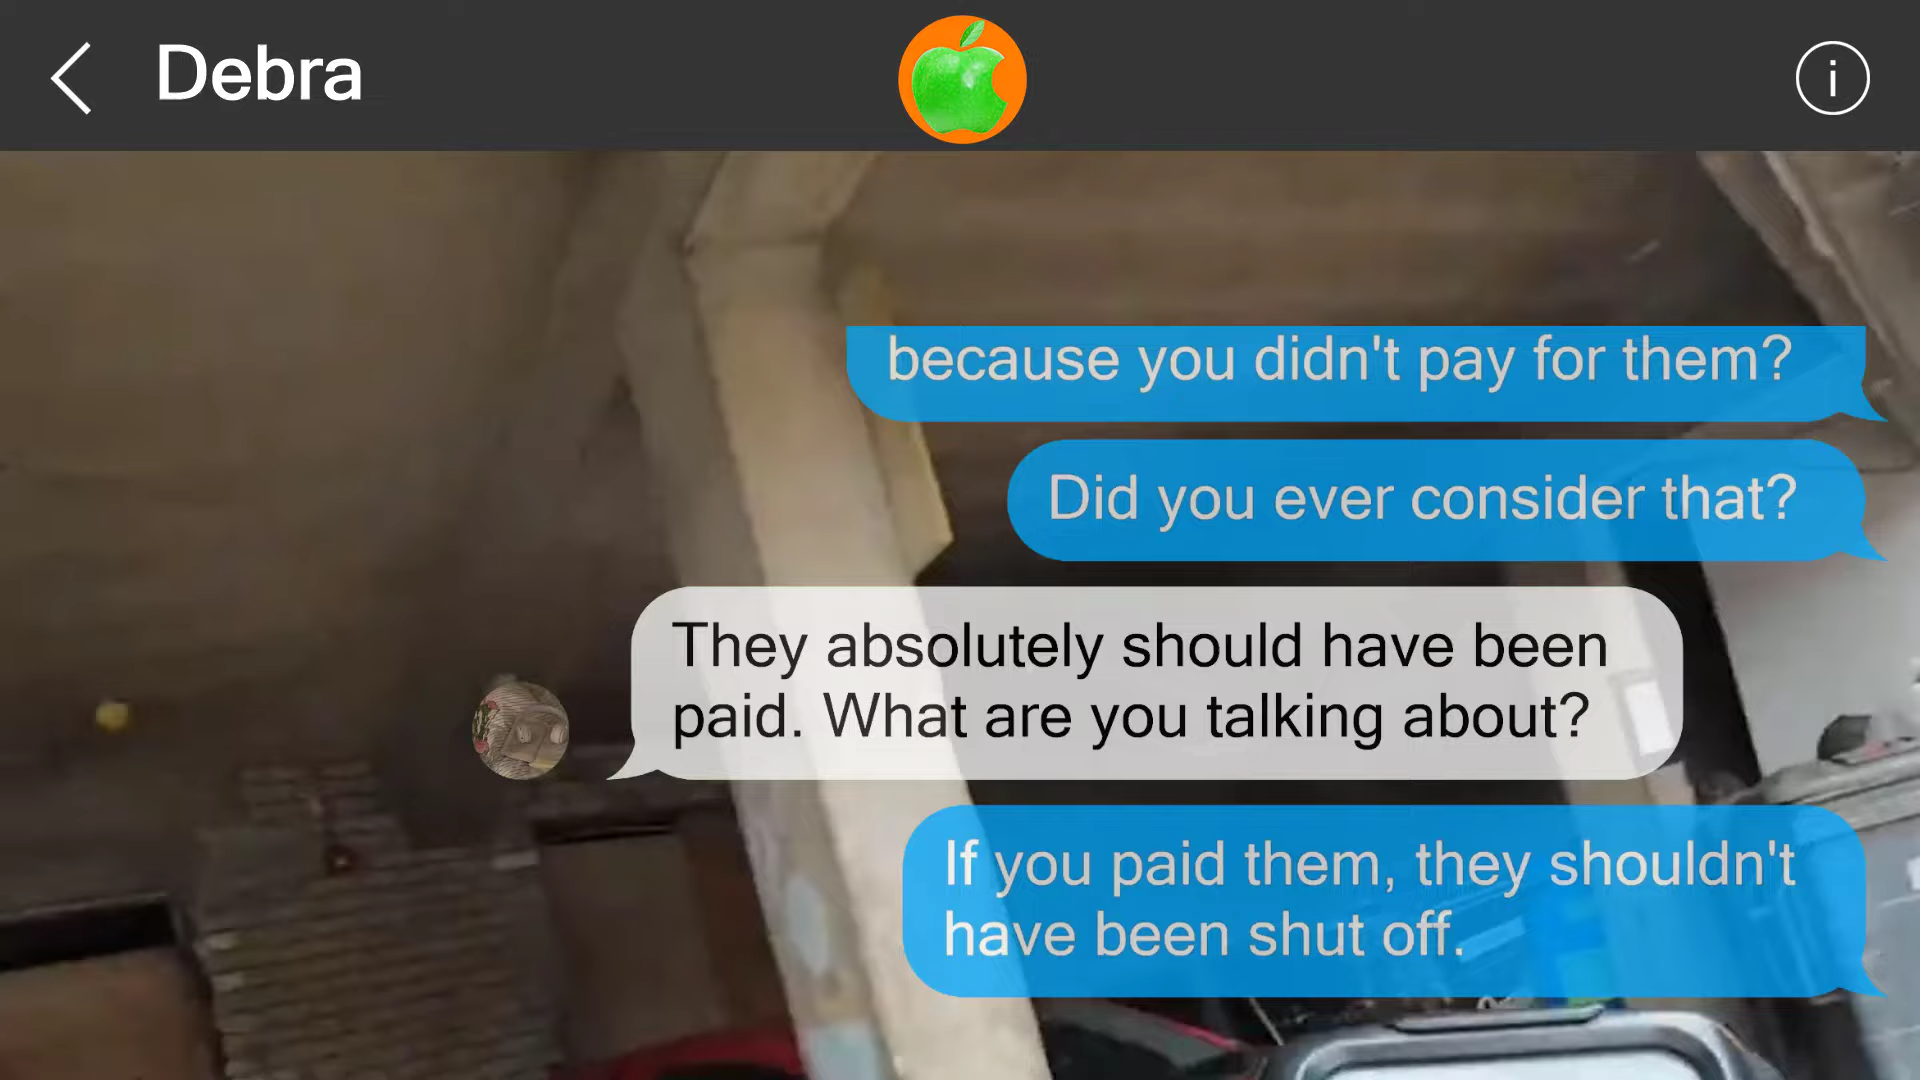 Debra
i
because you didn't pay for them?
Did you ever consider that?
They absolutely should have been
paid. What are you talking about?
If you paid them, they shouldn't
have been shut off.